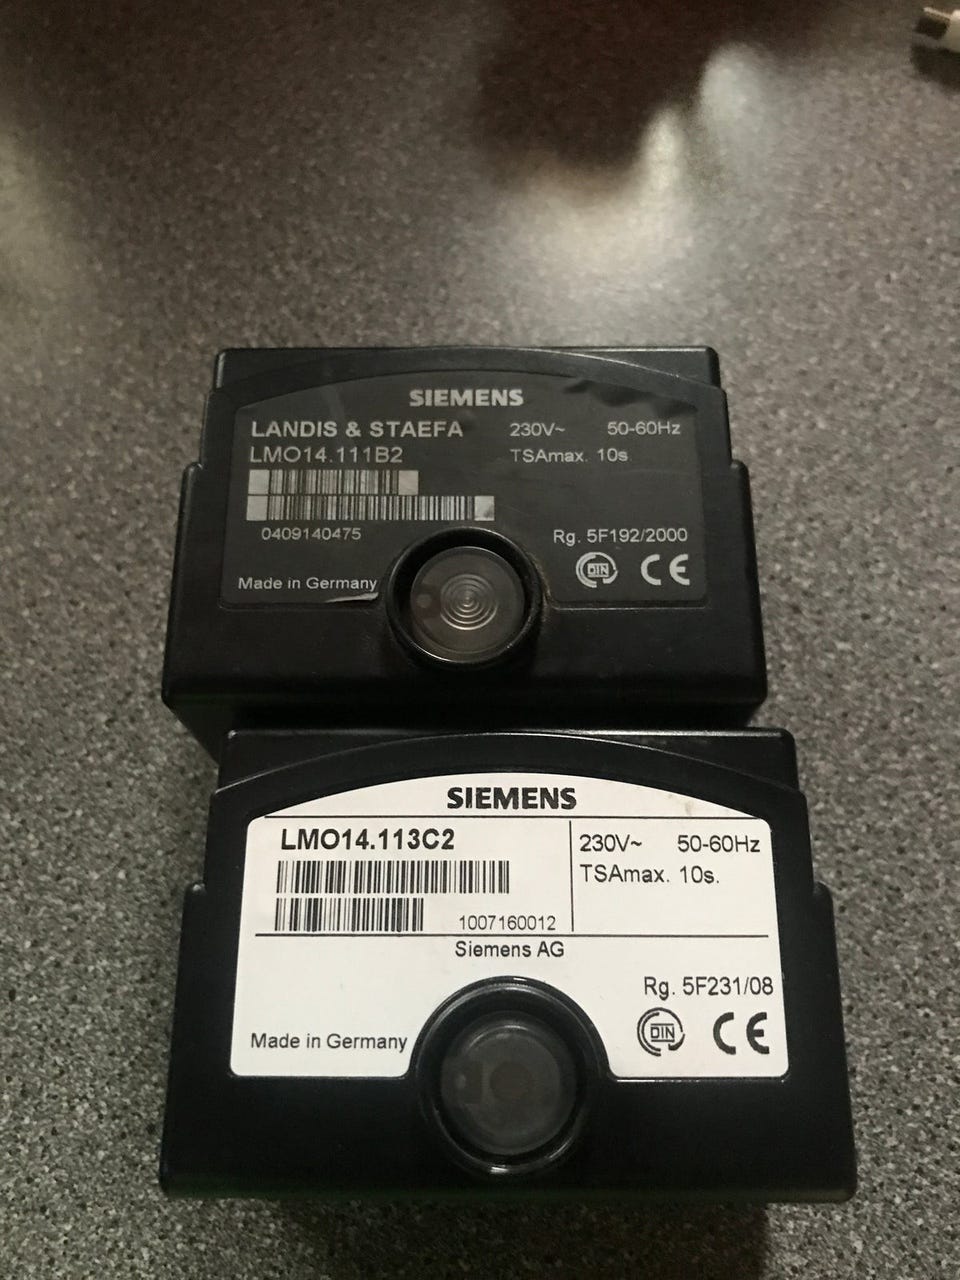 SIEMENS
LANDIS & STAEFA
230V~ 50-60Hz
LMO14.111B2
TSAmax. 10s
0409140475
Rg. 5F192/2000
DIN CE
Made in Germany
SIEMENS
LMO14.113C2
230V~ 50-60Hz
TSAmax. 10s.
1007160012
Siemens AG
Rg. 5F231/08
DIN CE
Made in Germany